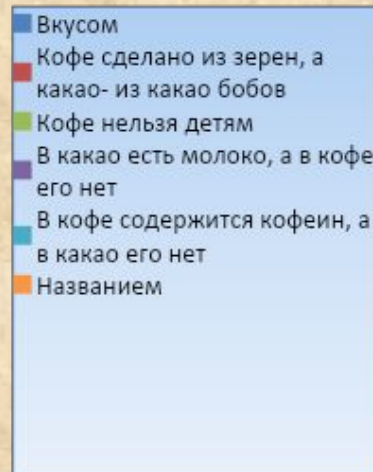 Вкусом
Кофе сделано из зерен, а
какао- из какао бобов
Кофе нельзя детям
В какао есть молоко, а в кофе
его нет
В кофе содержится кофеин, а
в какао его нет
Названием